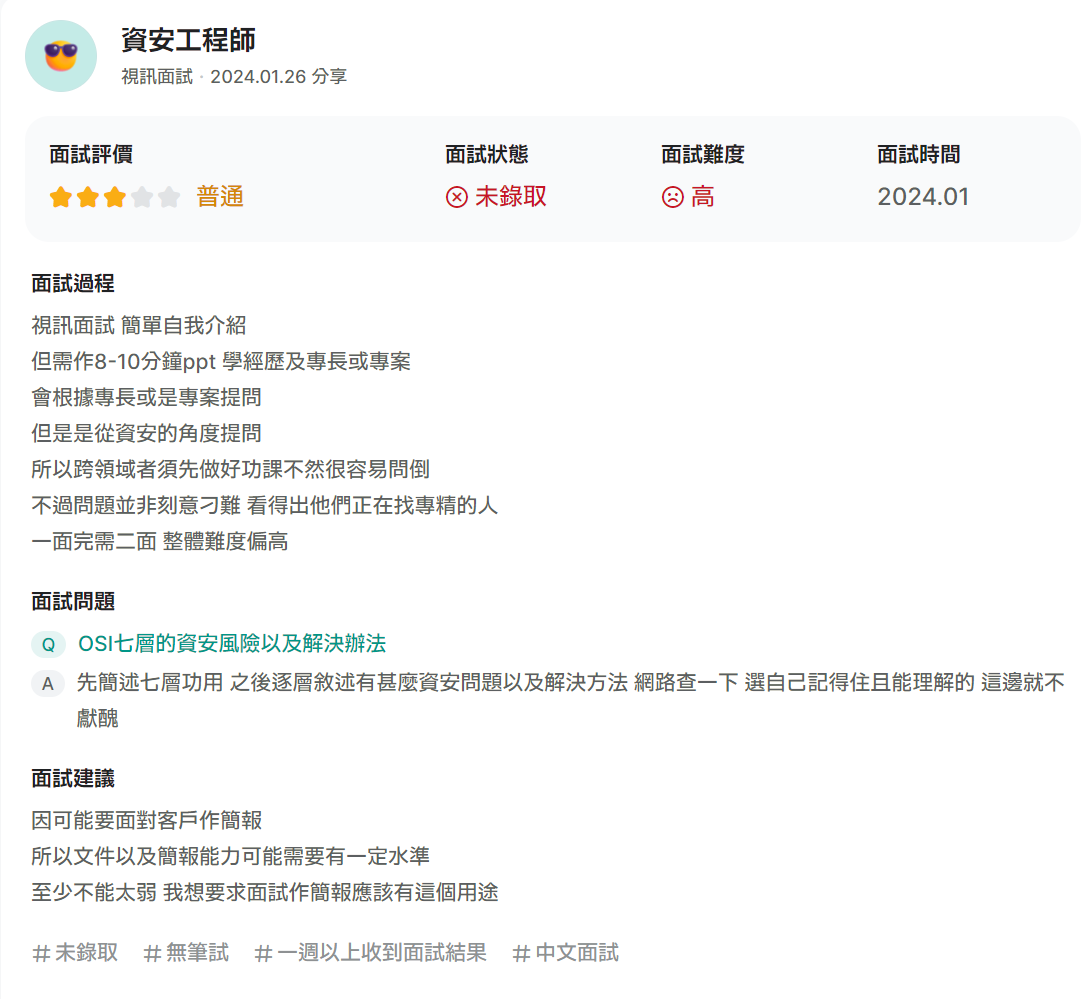 資安工程師
視訊面試 · 2024.01.26 分享
面試評價
面試狀態
面試難度
面試時間
普通
未錄取
高
2024.01
面試過程
視訊面試 簡單自我介紹
但需作8-10分鐘ppt 學經歷及專長或專案
會根據專長或是專案提問
但是是從資安的角度提問
所以跨領域者須先做好功課不然很容易問倒
不過問題並非刻意刁難 看得出他們正在找專精的人
一面完需二面 整體難度偏高
面試問題
Q OSI七層的資安風險以及解決辦法
A 先簡述七層功用 之後逐層敘述有甚麼資安問題以及解決方法 網路查一下 選自己記得住且能理解的 這邊就不
獻醜
面試建議
因可能要面對客戶作簡報
所以文件以及簡報能力可能需要有一定水準
至少不能太弱 我想要求面試作簡報應該有這個用途
# 未錄取 # 無筆試 # 一週以上收到面試結果 # 中文面試